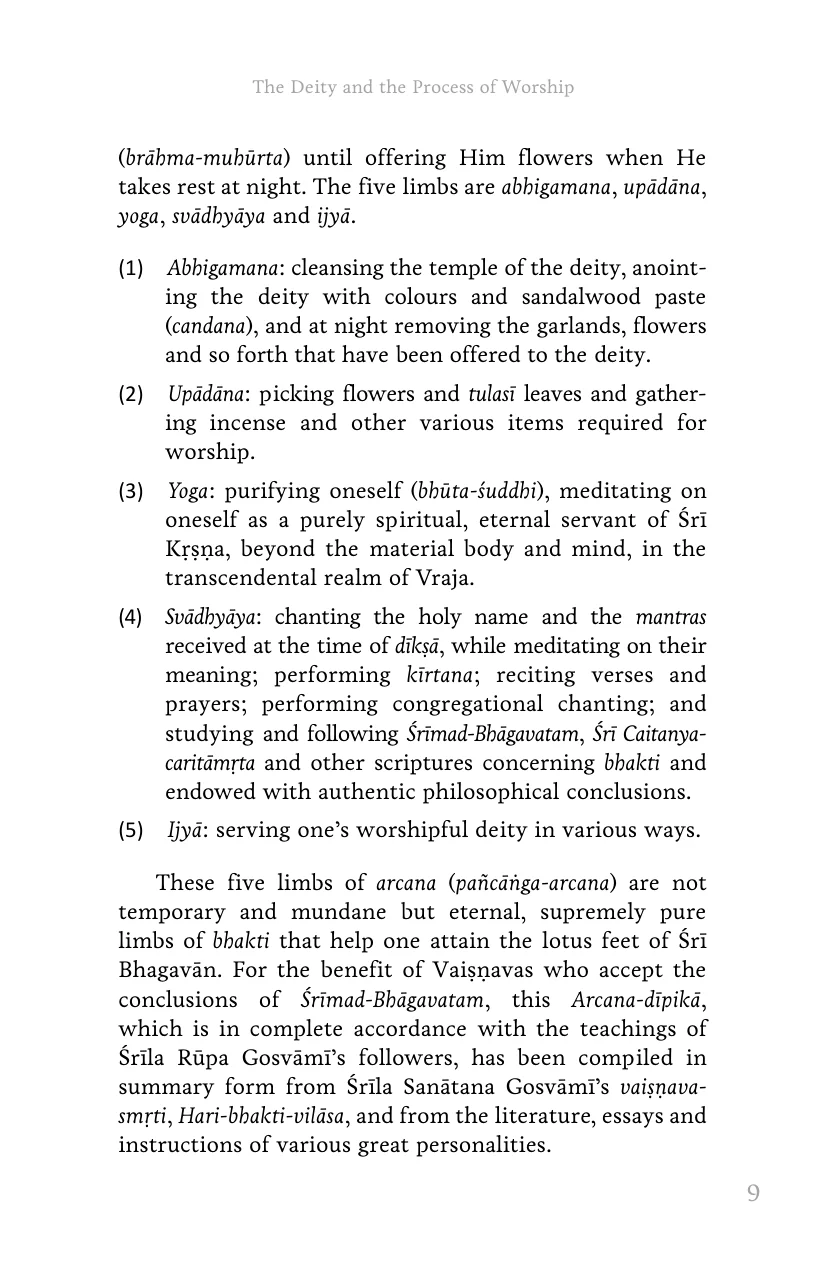 The Deity and the Process of Worship
(brāhma-muhūrta) until offering Him flowers when He
takes rest at night. The five limbs are abhigamana, upādāna,
yoga, svādhyāya and ijyā.
(1) Abhigamana: cleansing the temple of the deity, anoint-
ing the deity with colours and sandalwood paste
(candana), and at night removing the garlands, flowers
and so forth that have been offered to the deity.
(2) Upādāna: picking flowers and tulasī leaves and gather-
ing incense and other various items required for
worship.
(3) Yoga: purifying oneself (bhūta-śuddhi), meditating on
oneself as a purely spiritual, eternal servant of Śrī
Kṛṣṇa, beyond the material body and mind, in the
transcendental realm of Vraja.
(4) Svādhyāya: chanting the holy name and the mantras
received at the time of dīkṣā, while meditating on their
meaning; performing kīrtana; reciting verses and
prayers; performing congregational chanting; and
studying and following Śrīmad-Bhāgavatam, Śrī Caitanya-
caritāmṛta and other scriptures concerning bhakti and
endowed with authentic philosophical conclusions.
(5) Ijyā: serving one’s worshipful deity in various ways.
These five limbs of arcana (pañcāṅga-arcana) are not
temporary and mundane but eternal, supremely pure
limbs of bhakti that help one attain the lotus feet of Śrī
Bhagavān. For the benefit of Vaiṣṇavas who accept the
conclusions of Śrīmad-Bhāgavatam, this Arcana-dīpikā,
which is in complete accordance with the teachings of
Śrīla Rūpa Gosvāmī’s followers, has been compiled in
summary form from Śrīla Sanātana Gosvāmī’s vaiṣṇava-
smṛti, Hari-bhakti-vilāsa, and from the literature, essays and
instructions of various great personalities.
9